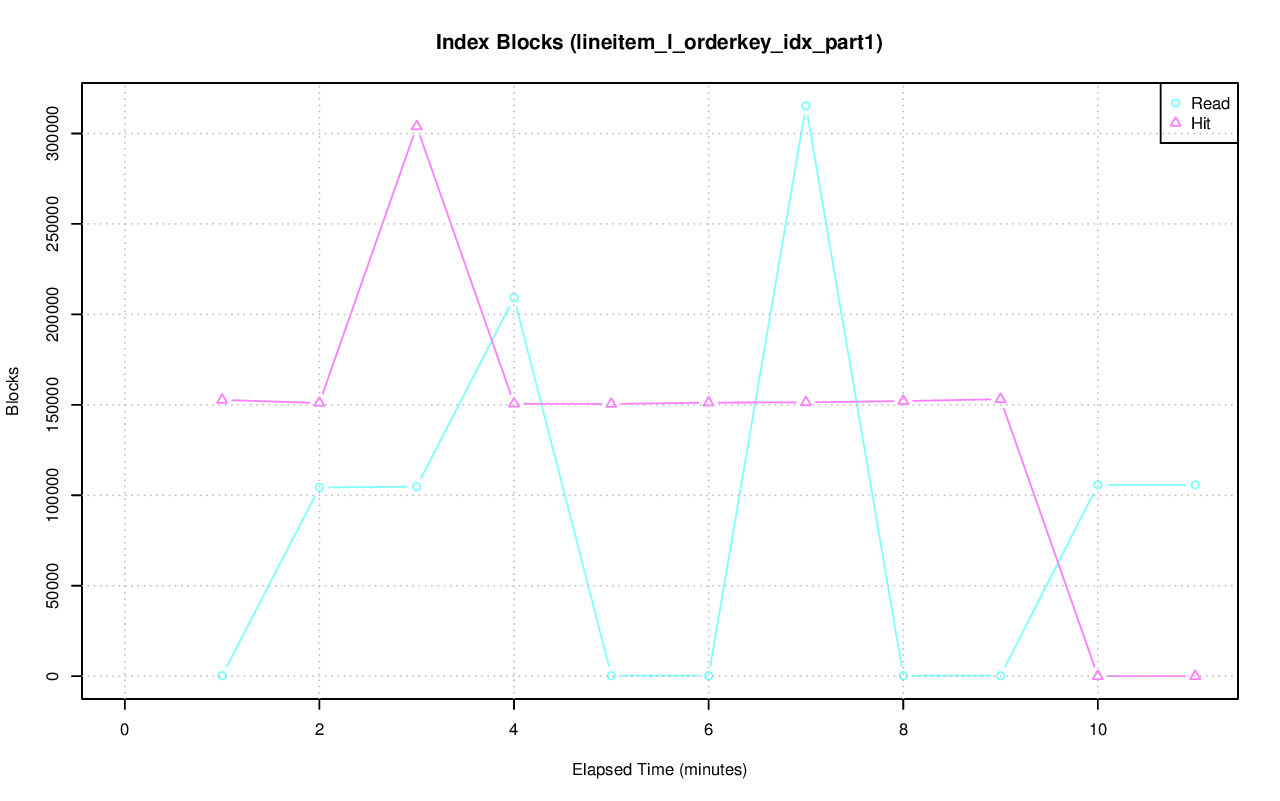 Index Blocks (lineitem_l_orderkey_idx_part1)
Read
Hit
300000
250000
200000
150000
100000
50000
0
Blocks
0 2 4 6 8 10
Elapsed Time (minutes)